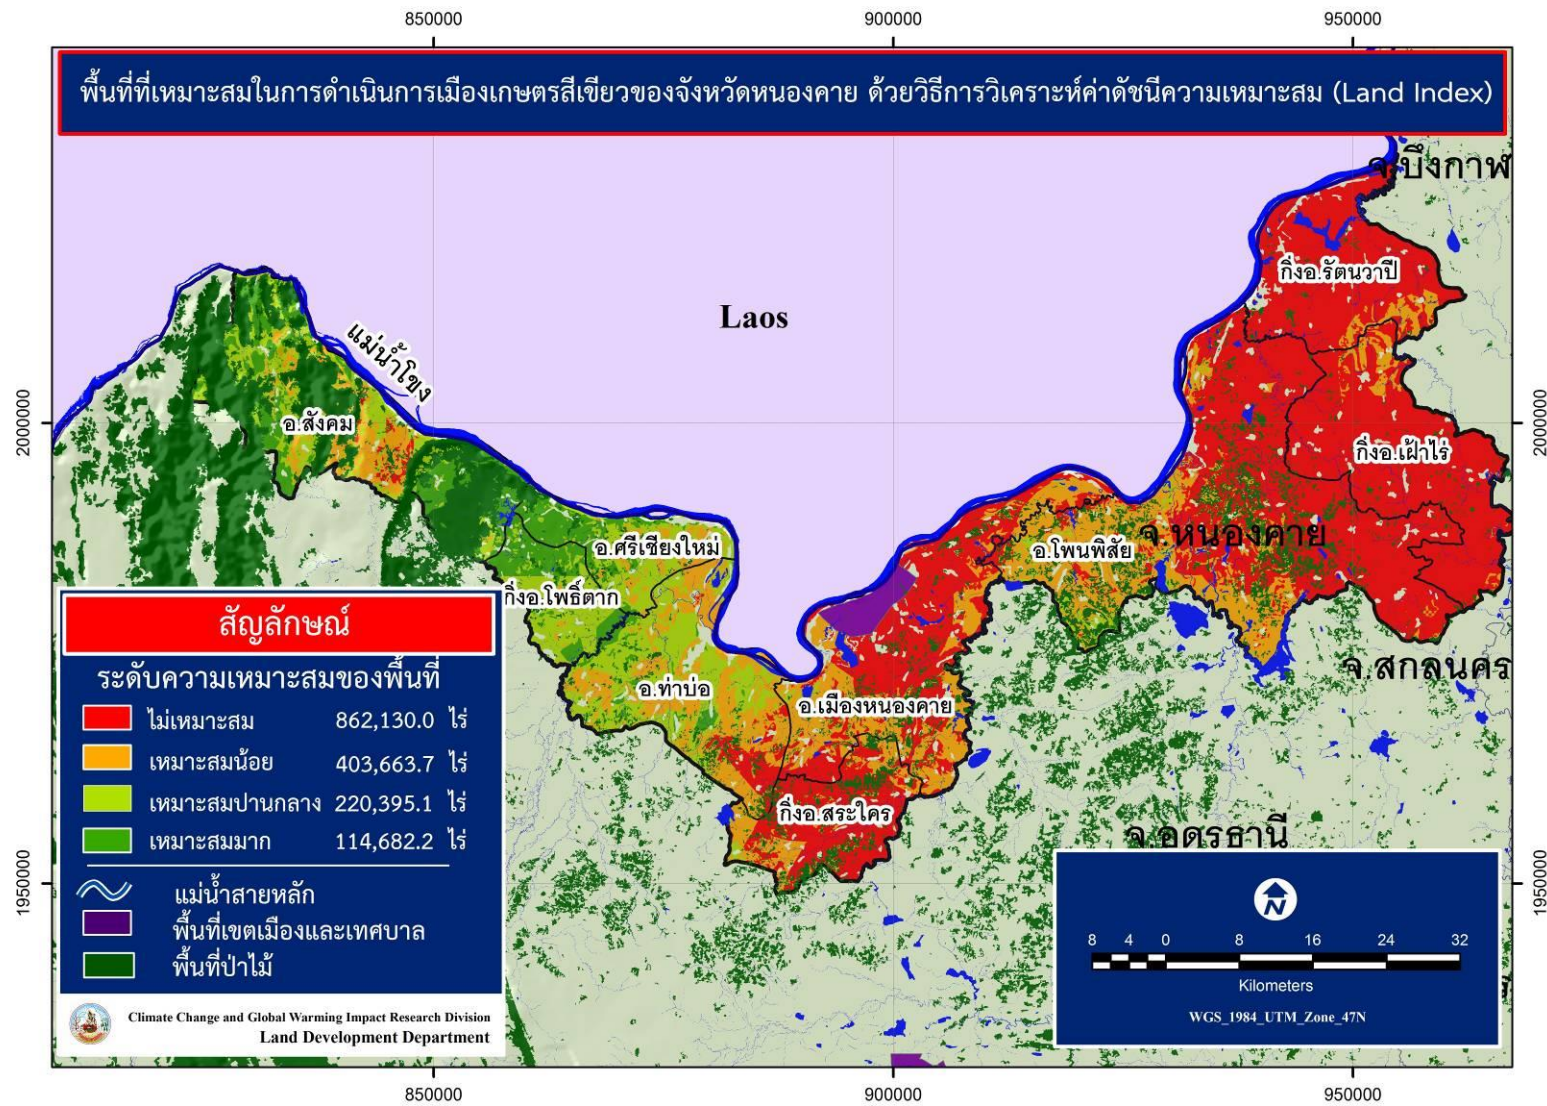 850000
900000
950000
พื้นที่ที่เหมาะสมในการดำเนินการเมืองเกษตรสีเขียวของจังหวัดหนองคาย ด้วยวิธีการวิเคราะห์ค่าดัชนีความเหมาะสม (Land Index)
จ.บึงกาฬ
กิ่งอ.รัตนวาปี
Laos
แม่น้ำโขง
2000000
2000000
อ.สังคม
กิ่งอ.เฝ้าไร่
จ.หนองคาย
อ.ศรีเชียงใหม่
อ.โพนพิสัย
กิ่งอ.โพธิ์ตาก
จ.สกลนคร
อ.ท่าบ่อ
อ.เมืองหนองคาย
กิ่งอ.สระใคร
จ.อุดรธานี
สัญลักษณ์
ระดับความเหมาะสมของพื้นที่
ไม่เหมาะสม 862,130.0 ไร่
เหมาะสมน้อย 403,663.7 ไร่
เหมาะสมปานกลาง 220,395.1 ไร่
เหมาะสมมาก 114,682.2 ไร่
แม่น้ำสายหลัก
พื้นที่เขตเมืองและเทศบาล
พื้นที่ป่าไม้
Climate Change and Global Warming Impact Research Division
Land Development Department
1950000
1950000
N
8 4 0 8 16 24 32
Kilometers
WGS_1984_UTM_Zone_47N
850000
900000
950000